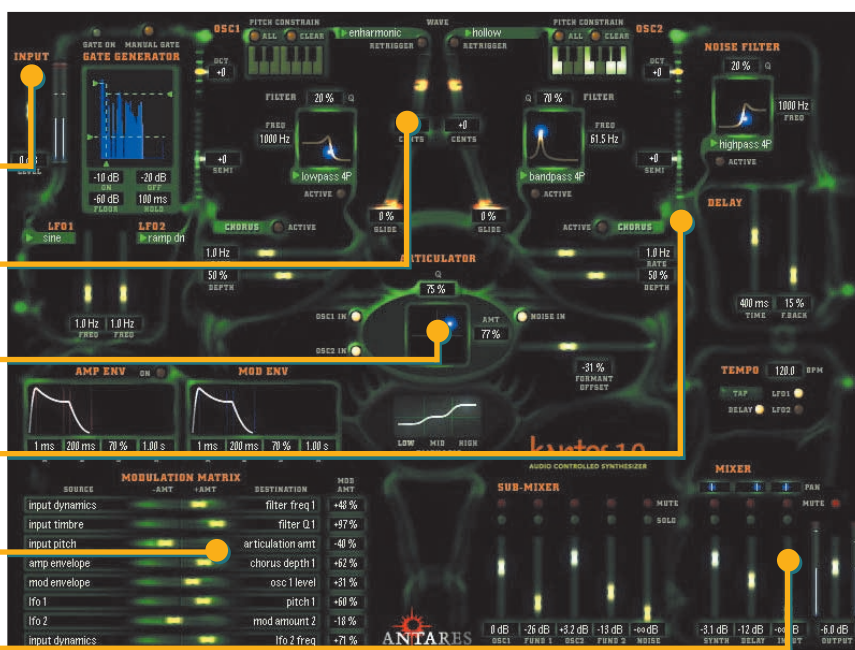 INPUT
0 dB
LEVEL
GATE ON MANUAL GATE
GATE GENERATOR
-10 dB -20 dB
ON OFF
-60 dB 100 ms
FLOOR HOLD
LFO1 LFO2
sine ramp dn
1.0 Hz 1.0 Hz
FREQ FREQ
OSC1
PITCH CONSTRAIN
ALL CLEAR
enharmonic
RETRIGGER
WAVE
hollow
RETRIGGER
PITCH CONSTRAIN
ALL CLEAR
OSC2
OCT
+0
FILTER 20 % Q
FREQ
1000 Hz
lowpass 4P
ACTIVE
+0
SEMI
CENTS
+0
CENTS
Q 70 % FILTER
FREQ
61.5 Hz
bandpass 4P
ACTIVE
OCT
+0
+0
SEMI
0 %
GLIDE
0 %
GLIDE
CHORUS ACTIVE
1.0 Hz
50 %
DEPTH
ACTIVE CHORUS
1.0 Hz
RATE
50 %
DEPTH
NOISE FILTER
20 % Q
1000 Hz
FREQ
highpass 4P
ACTIVE
DELAY
400 ms 15 %
TIME F.BACK
ARTICULATOR
Q
75 %
OSC1 IN
OSC2 IN
NOISE IN
AMT
77 %
-31 %
FORMANT
OFFSET
LOW MID HIGH
AMP ENV ON
1 ms 200 ms 70 % 1.00 s
MOD ENV
1 ms 200 ms 70 % 1.00 s
TEMPO 120.0 BPM
TAP LFO1
DELAY LFO2
kantos 1.0
AUDIO CONTROLLED SYNTHESIZER
MODULATION MATRIX
SOURCE -AMT +AMT DESTINATION MOD AMT
input dynamics filter freq 1 +48 %
input timbre filter Q 1 +97 %
input pitch articulation amt -40 %
amp envelope chorus depth 1 +62 %
mod envelope osc 1 level +31 %
lfo 1 pitch 1 +60 %
lfo 2 mod amount 2 -18 %
input dynamics lfo 2 freq +71 %
ANTARES
SUB-MIXER
MUTE
SOLO
0 dB -26 dB +3.2 dB -13 dB -oo dB
OSC1 FUND 1 OSC2 FUND 2 NOISE
MIXER
PAN
MUTE
-3.1 dB -12 dB -6.0 dB
SYNTH DELAY INPUT OUTPUT